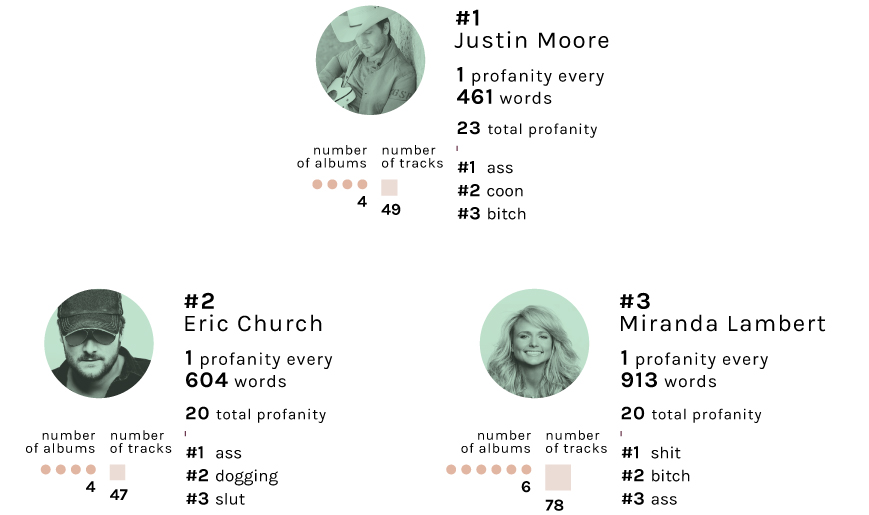 #1
Justin Moore
1 profanity every
461 words
23 total profanity
number
of albums
number
of tracks
4
49
#1 ass
#2 coon
#3 bitch
#2
Eric Church
1 profanity every
604 words
20 total profanity
number
of albums
number
of tracks
4
47
#1 ass
#2 dogging
#3 slut
#3
Miranda Lambert
1 profanity every
913 words
20 total profanity
number
of albums
number
of tracks
6
78
#1 shit
#2 bitch
#3 ass